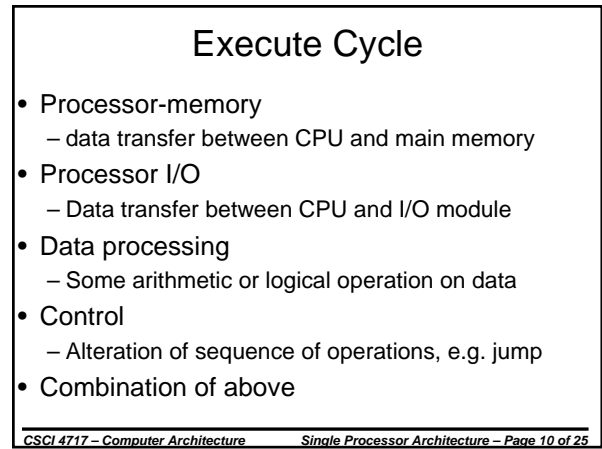 Execute Cycle
• Processor-memory
– data transfer between CPU and main memory
• Processor I/O
– Data transfer between CPU and I/O module
• Data processing
– Some arithmetic or logical operation on data
• Control
– Alteration of sequence of operations, e.g. jump
• Combination of above
CSCI 4717 – Computer Architecture Single Processor Architecture – Page 10 of 25